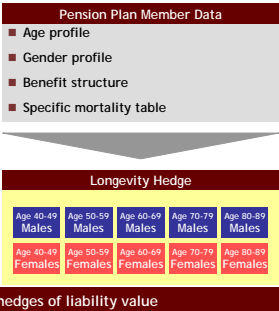 Pension Plan Member Data
Age profile
Gender profile
Benefit structure
Specific mortality table
Longevity Hedge
Age 40-49 Age 50-59 Age 60-69 Age 70-79 Age 80-89
Males Males Males Males Males
Age 40-49 Age 50-59 Age 60-69 Age 70-79 Age 80-89
Females Females Females Females Females
hedges of liability value